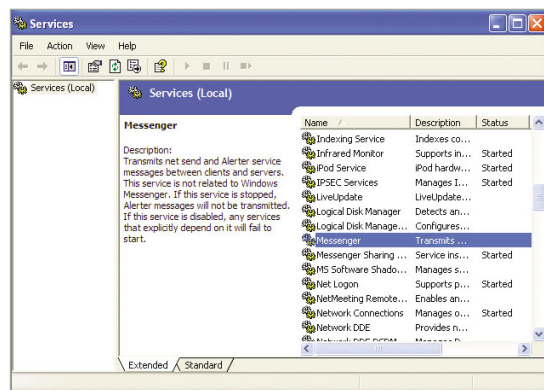 Services
File Action View Help
Services (Local)
Services (Local)
Messenger
Description:
Transmits net send and Alerter service
messages between clients and servers.
This service is not related to Windows
Messenger. If this service is stopped,
Alerter messages will not be transmitted.
If this service is disabled, any services
that explicitly depend on it will fail to
start.
Name Description Status
Indexing Service Indexes co...
Infrared Monitor Supports in... Started
iPod Service iPod hardw... Started
IPSEC Services Manages I... Started
LiveUpdate LiveUpdate...
Logical Disk Manager Detects an...
Logical Disk Manage... Configures...
Messenger Transmits ...
Messenger Sharing ... Service ins... Started
MS Software Shado... Manages s...
Net Logon Supports p... Started
NetMeeting Remote... Enables an...
Network Connections Manages o... Started
Network DDE Provides n...
Extended Standard